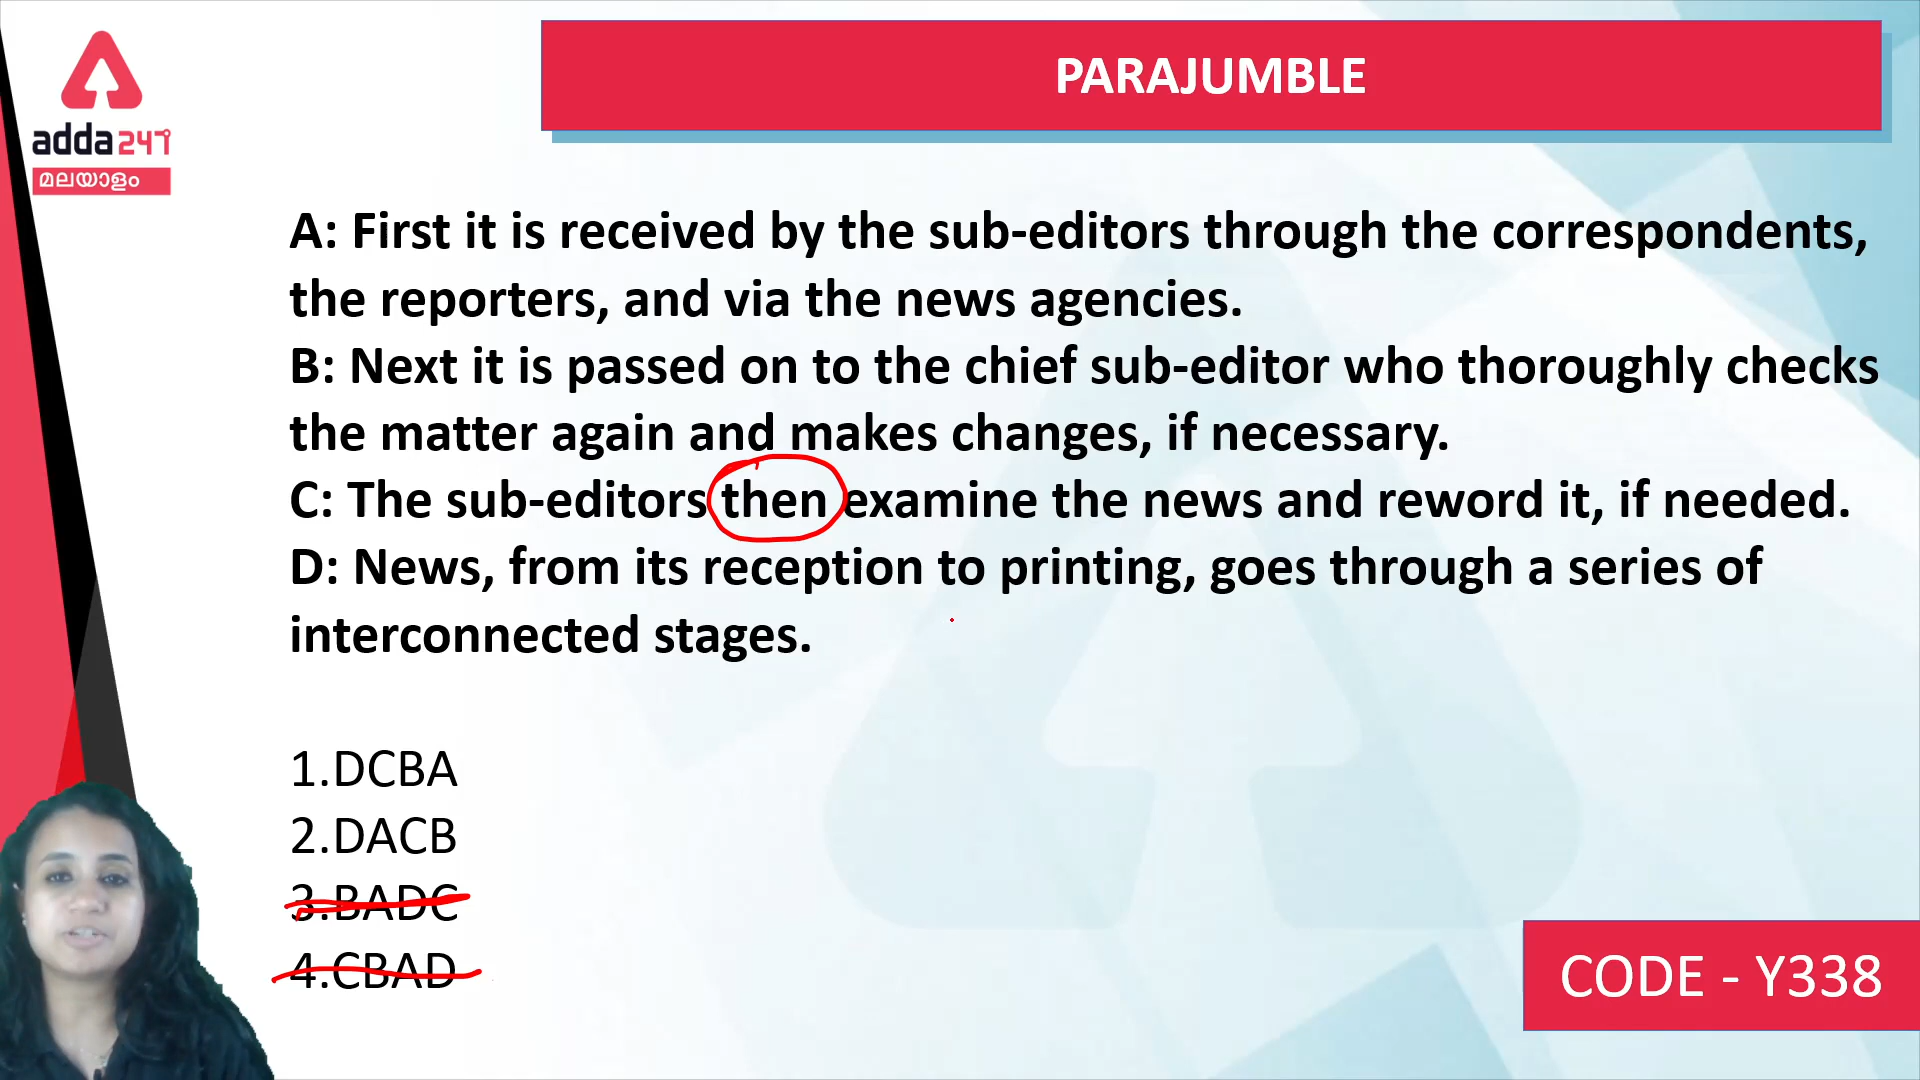 PARAJUMBLE
adda247
മലയാളം
A: First it is received by the sub-editors through the correspondents,
the reporters, and via the news agencies.
B: Next it is passed on to the chief sub-editor who thoroughly checks
the matter again and makes changes, if necessary.
C: The sub-editors then examine the news and reword it, if needed.
D: News, from its reception to printing, goes through a series of
interconnected stages.
1.DCBA
2.DACB
3.BADC
4.CBAD
CODE - Y338